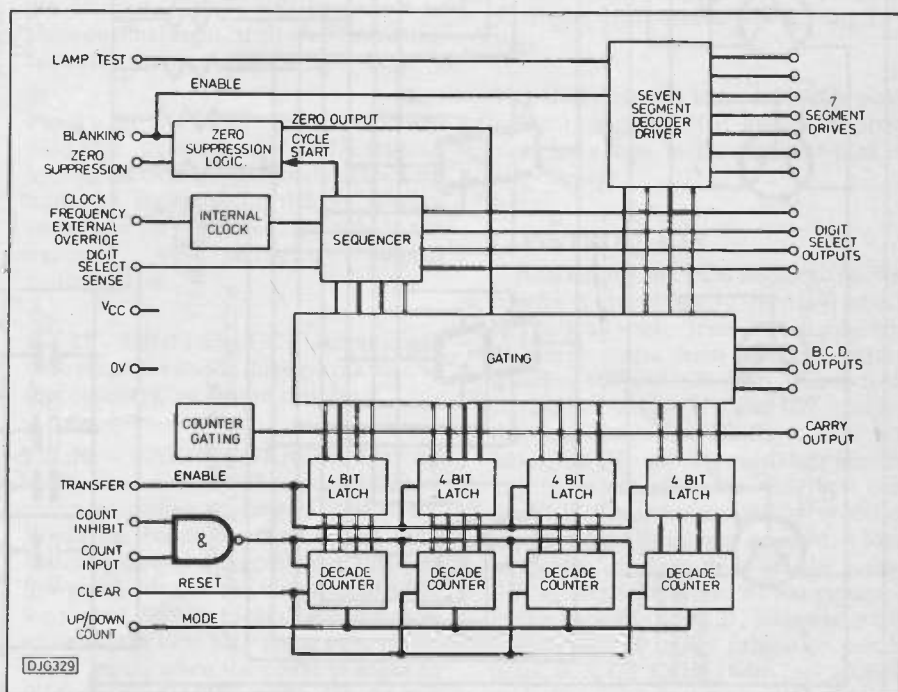 LAMP TEST
ENABLE
BLANKING
ZERO
SUPPRESSION
ZERO
SUPPRESSION
LOGIC.
ZERO OUTPUT
CYCLE
START
SEVEN
SEGMENT
DECODER
DRIVER
7
SEGMENT
DRIVES
CLOCK
FREQUENCY
EXTERNAL
OVERRIDE
INTERNAL
CLOCK
SEQUENCER
DIGIT
SELECT
OUTPUTS
DIGIT
SELECT
SENSE
VCC
0V
GATING
B.C.D.
OUTPUTS
COUNTER
GATING
CARRY
OUTPUT
TRANSFER
ENABLE
4 BIT
LATCH
4 BIT
LATCH
4 BIT
LATCH
4 BIT
LATCH
COUNT
INHIBIT
&
COUNT
INPUT
CLEAR
RESET
DECADE
COUNTER
DECADE
COUNTER
DECADE
COUNTER
DECADE
COUNTER
UP/DOWN
COUNT
MODE
DJG329